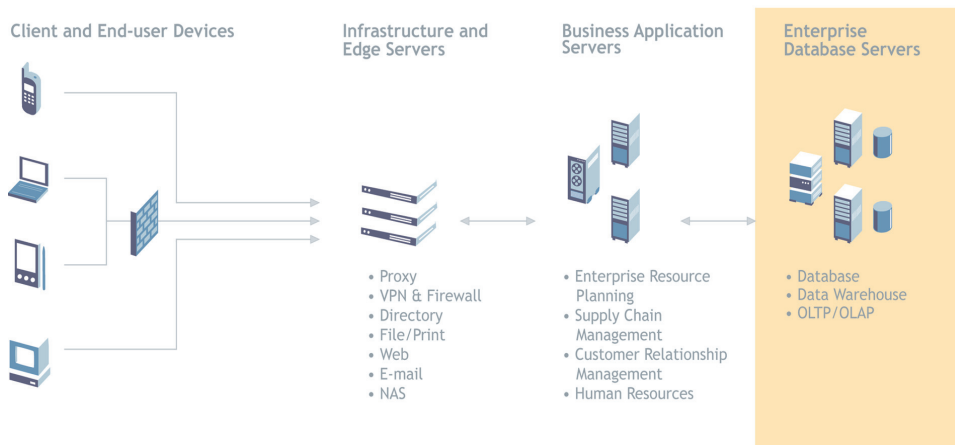 Client and End-user Devices
Infrastructure and
Edge Servers
• Proxy
• VPN & Firewall
• Directory
• File/Print
• Web
• E-mail
• NAS
Business Application
Servers
• Enterprise Resource
Planning
• Supply Chain
Management
• Customer Relationship
Management
• Human Resources
Enterprise
Database Servers
• Database
• Data Warehouse
• OLTP/OLAP